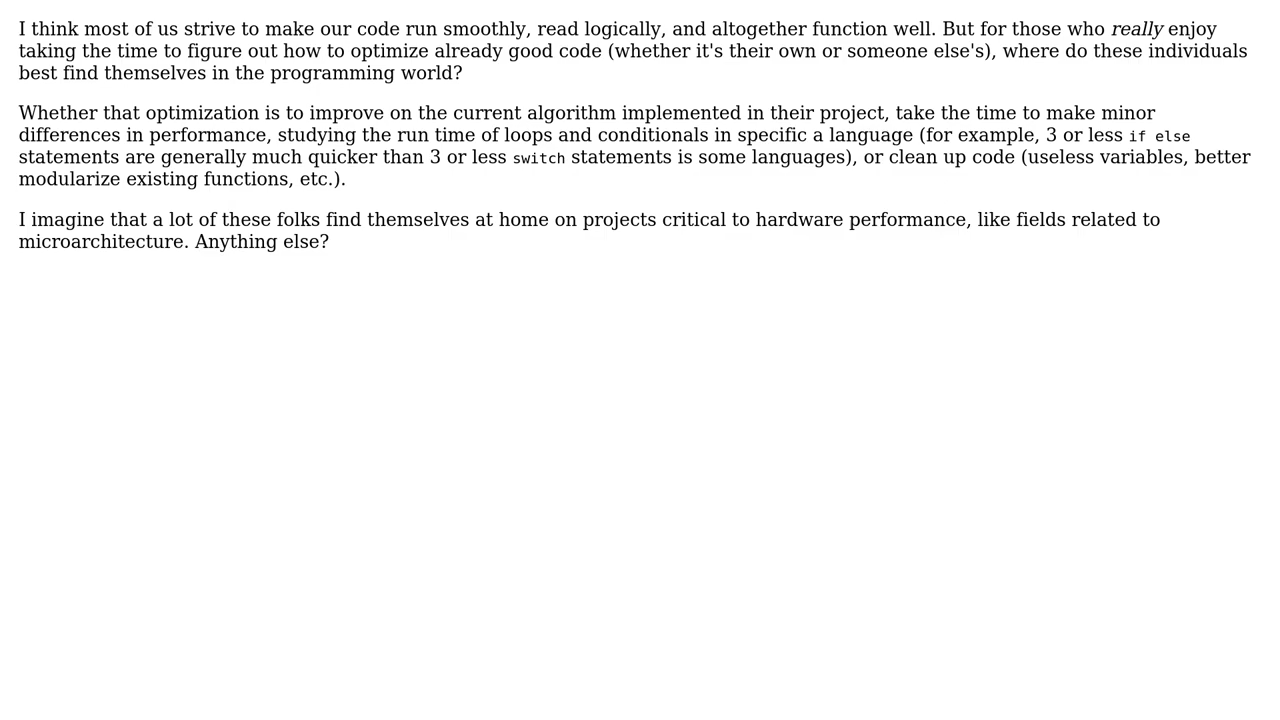 I think most of us strive to make our code run smoothly, read logically, and altogether function well. But for those who really enjoy
taking the time to figure out how to optimize already good code (whether it's their own or someone else's), where do these individuals
best find themselves in the programming world?
Whether that optimization is to improve on the current algorithm implemented in their project, take the time to make minor
differences in performance, studying the run time of loops and conditionals in specific a language (for example, 3 or less if else
statements are generally much quicker than 3 or less switch statements is some languages), or clean up code (useless variables, better
modularize existing functions, etc.).
I imagine that a lot of these folks find themselves at home on projects critical to hardware performance, like fields related to
microarchitecture. Anything else?